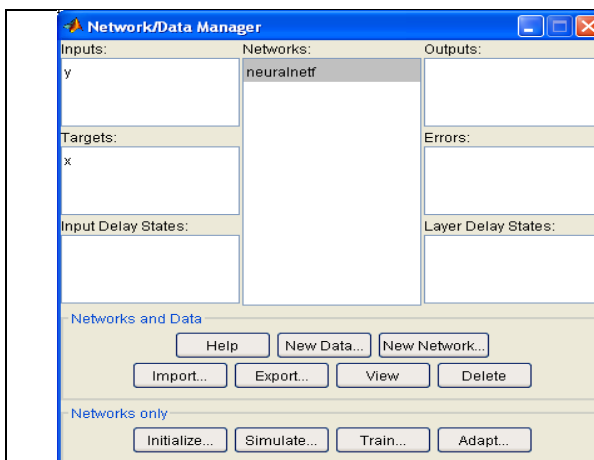 Network/Data Manager
Inputs:
Networks:
Outputs:
y
neuralnetf
Targets:
Errors:
x
Input Delay States:
Layer Delay States:
Networks and Data
Help
New Data...
New Network...
Import...
Export...
View
Delete
Networks only
Initialize...
Simulate...
Train...
Adapt...